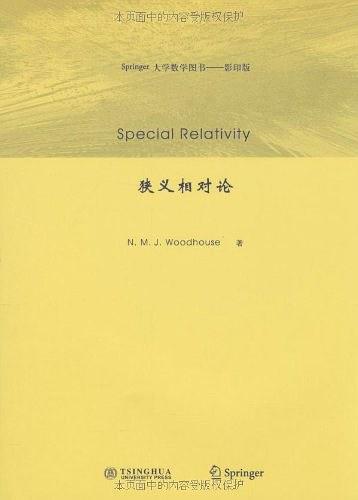 本页面中的内容受版权保护
Springer 大学数学图书——影印版
Special Relativity
狭义相对论
N. M. J. Woodhouse 著
TSINGHUA
UNIVERSITY PRESS
Springer
本页面中的内容受版权保护